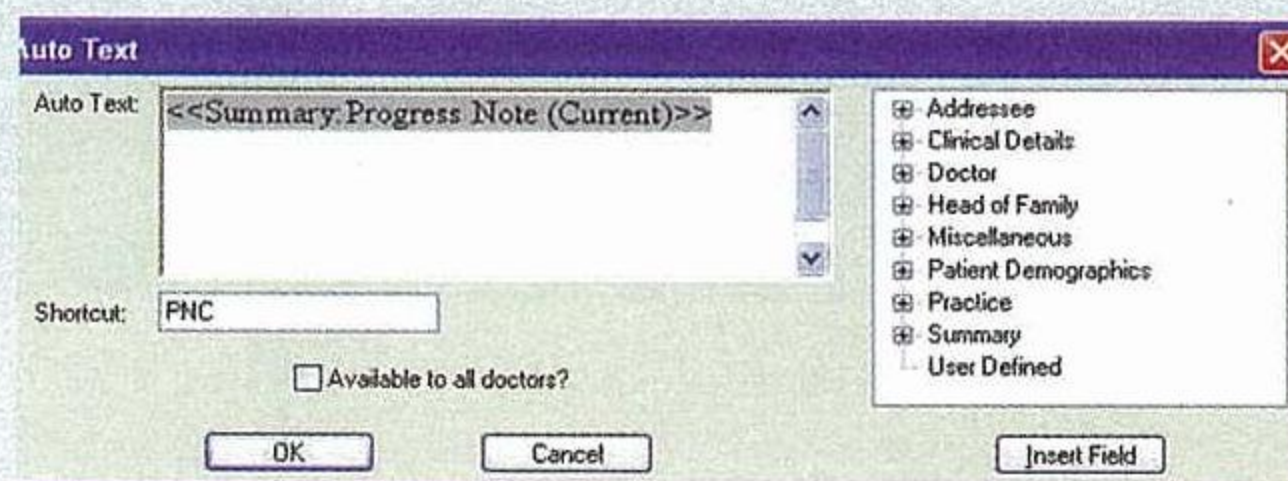 Auto Text
Auto Text:
<<Summary:Progress Note (Current)>>
Shortcut:
PNC
Available to all doctors?
OK
Cancel
Addressee
Clinical Details
Doctor
Head of Family
Miscellaneous
Patient Demographics
Practice
Summary
User Defined
Insert Field